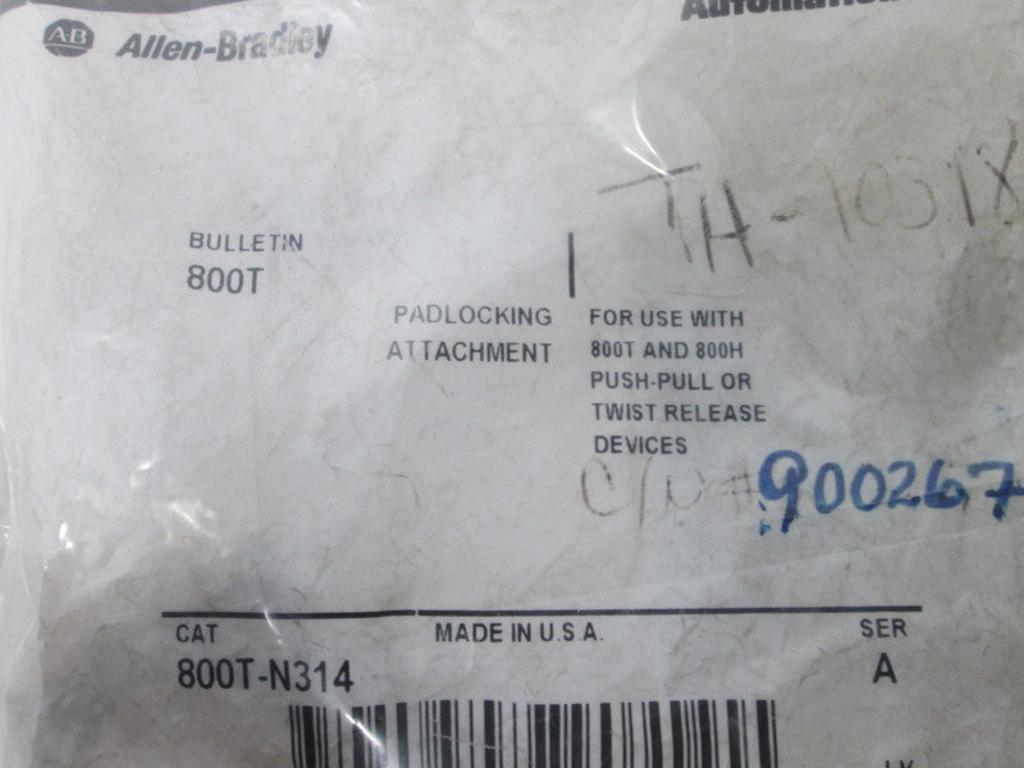 AB Allen-Bradley
BULLETIN
800T
PADLOCKING
ATTACHMENT
FOR USE WITH
800T AND 800H
PUSH-PULL OR
TWIST RELEASE
DEVICES
900267
CAT
MADE IN U.S.A.
SER
800T-N314
A